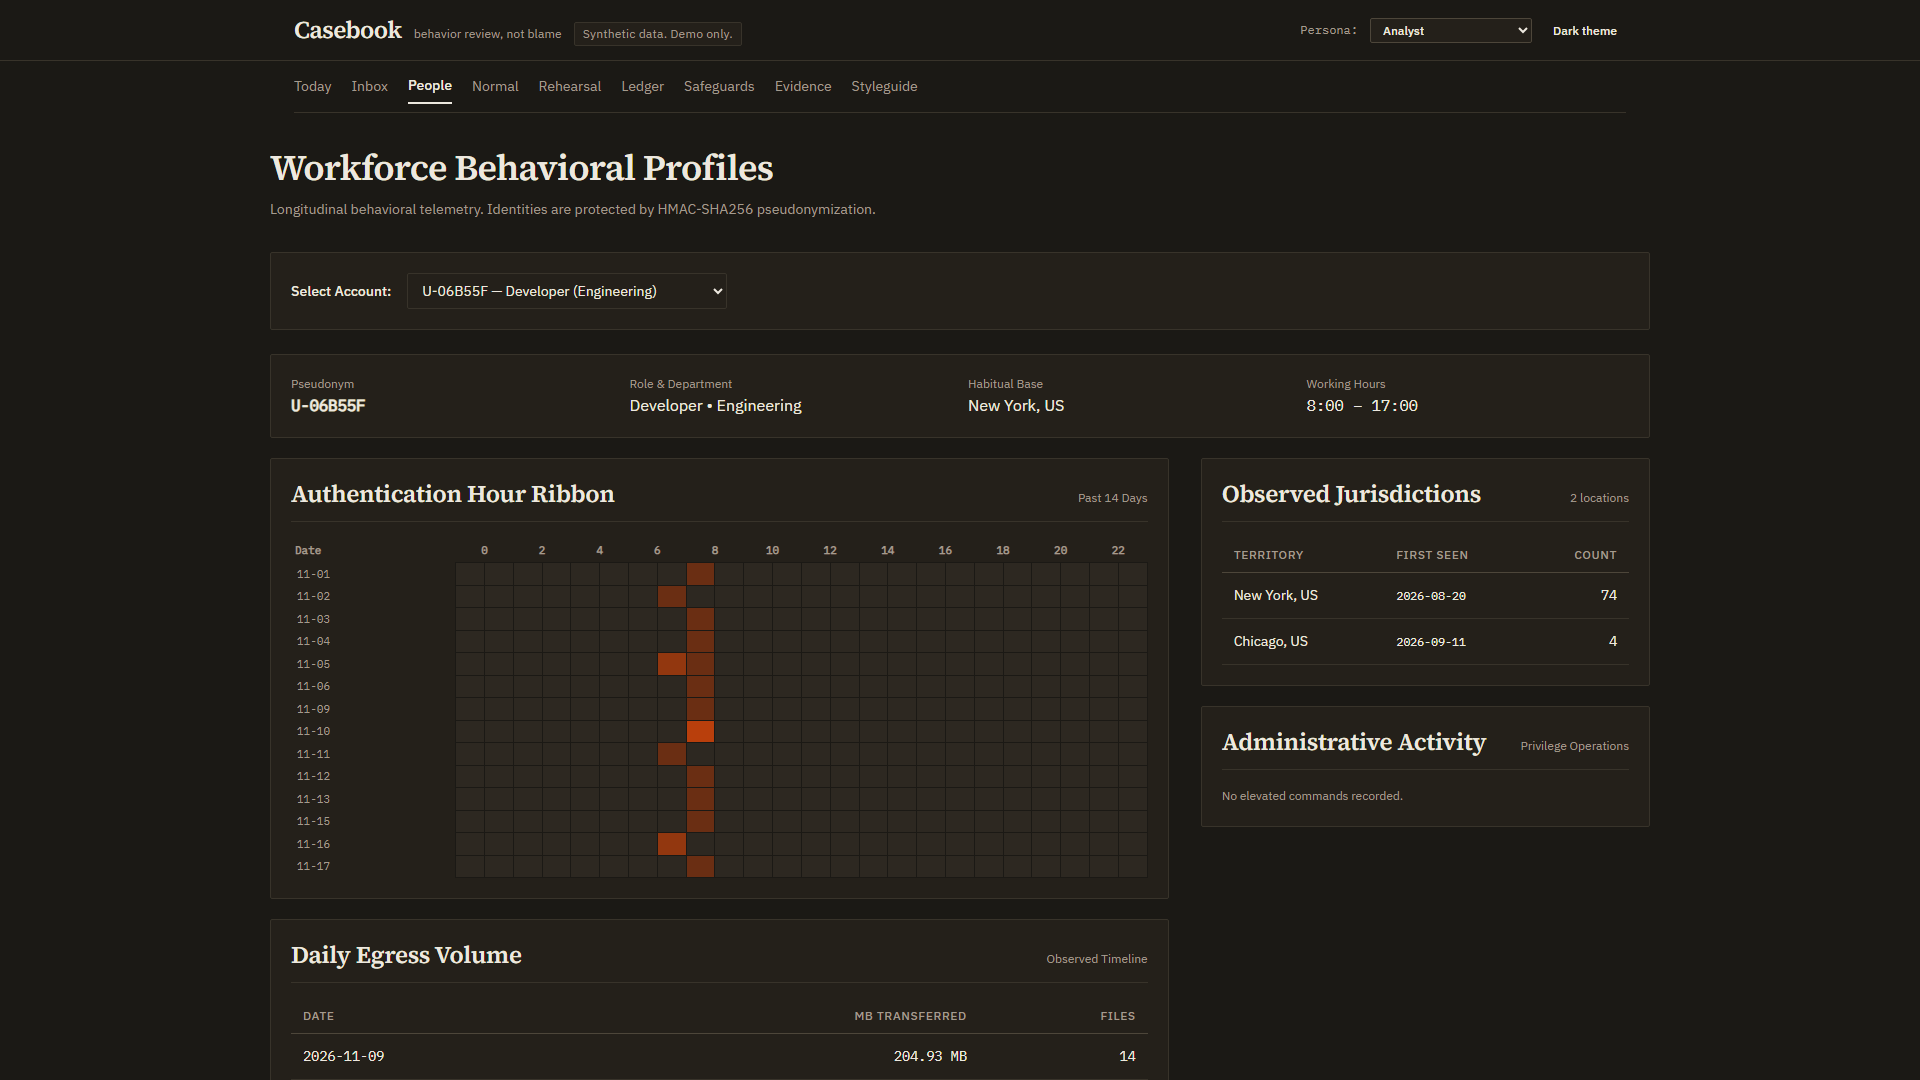 Casebook behavior review, not blame Synthetic data. Demo only. Persona: Analyst Dark theme
Today Inbox People Normal Rehearsal Ledger Safeguards Evidence Styleguide
Workforce Behavioral Profiles
Longitudinal behavioral telemetry. Identities are protected by HMAC-SHA256 pseudonymization.
Select Account: U-06B55F — Developer (Engineering)
Pseudonym Role & Department Habitual Base Working Hours
U-06B55F Developer • Engineering New York, US 8:00 – 17:00
Authentication Hour Ribbon Past 14 Days
Date 0 2 4 6 8 10 12 14 16 18 20 22
11-01
11-02
11-03
11-04
11-05
11-06
11-09
11-10
11-11
11-12
11-13
11-15
11-16
11-17
Observed Jurisdictions 2 locations
TERRITORY FIRST SEEN COUNT
New York, US 2026-08-20 74
Chicago, US 2026-09-11 4
Administrative Activity Privilege Operations
No elevated commands recorded.
Daily Egress Volume Observed Timeline
DATE MB TRANSFERRED FILES
2026-11-09 204.93 MB 14